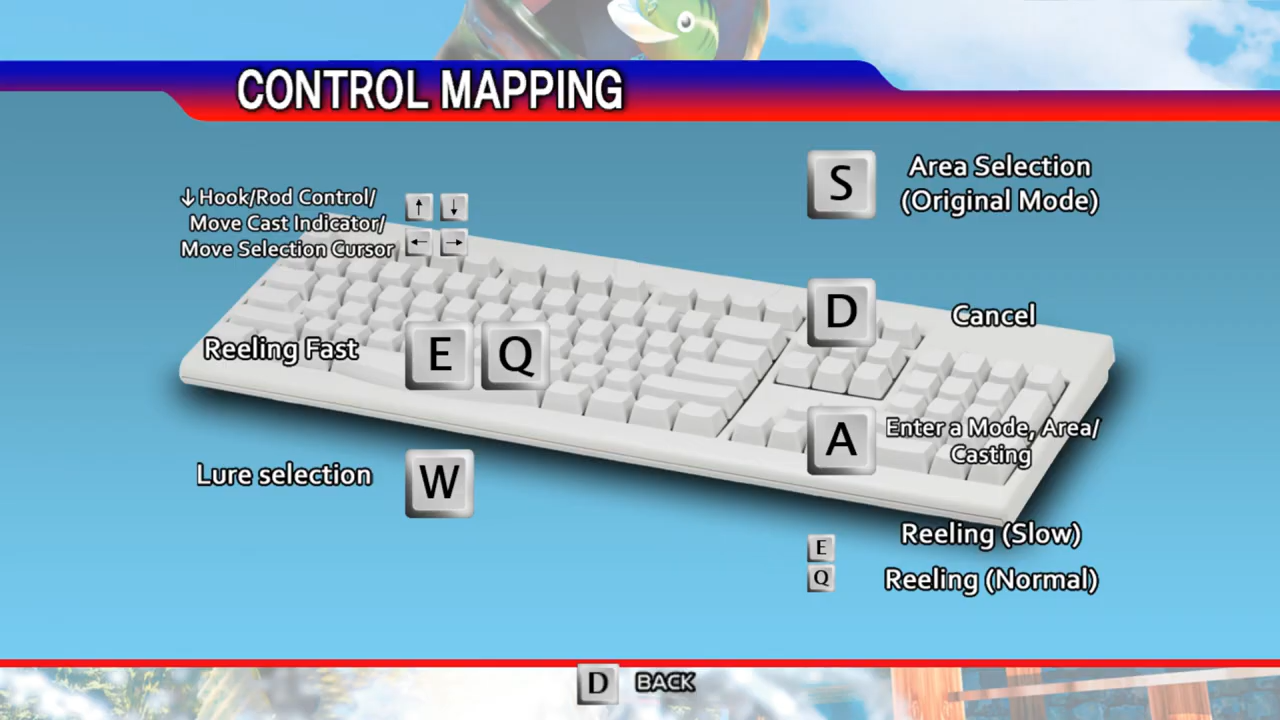 CONTROL MAPPING
↓Hook/Rod Control/
Move Cast Indicator/
Move Selection Cursor
↑ ↓
← →
Reeling Fast
E Q
Lure selection
W
S
Area Selection
(Original Mode)
D
Cancel
A
Enter a Mode, Area/
Casting
E
Reeling (Slow)
Q
Reeling (Normal)
D BACK